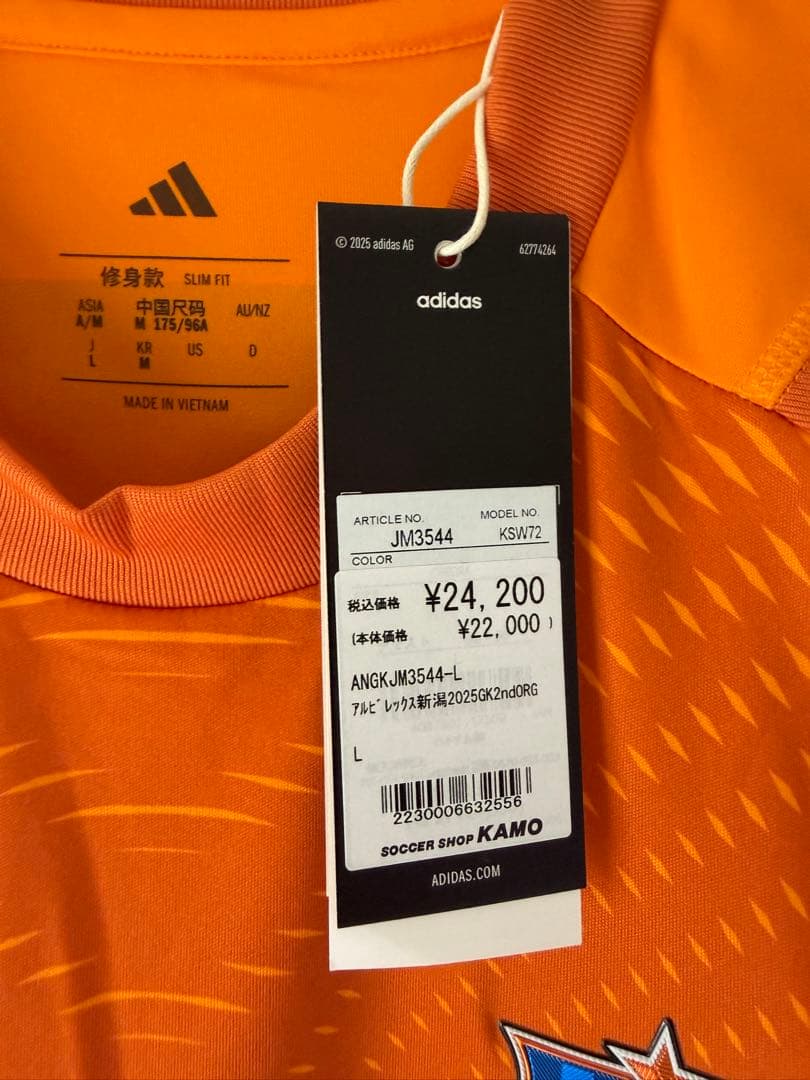 修身款 SLIM FIT
ASIA 中国尺码 AU/NZ
A/M M 175/96A
J KR US D
L M
MADE IN VIETNAM
© 2025 adidas AG 62774264
adidas
ARTICLE NO. MODEL NO.
JM3544 KSW72
COLOR
税込価格 ¥24,200
(本体価格 ¥22,000 )
ANGKJM3544-L
アルビレックス新潟2025GK2ndORG
L
2230006632556
SOCCER SHOP KAMO
ADIDAS.COM